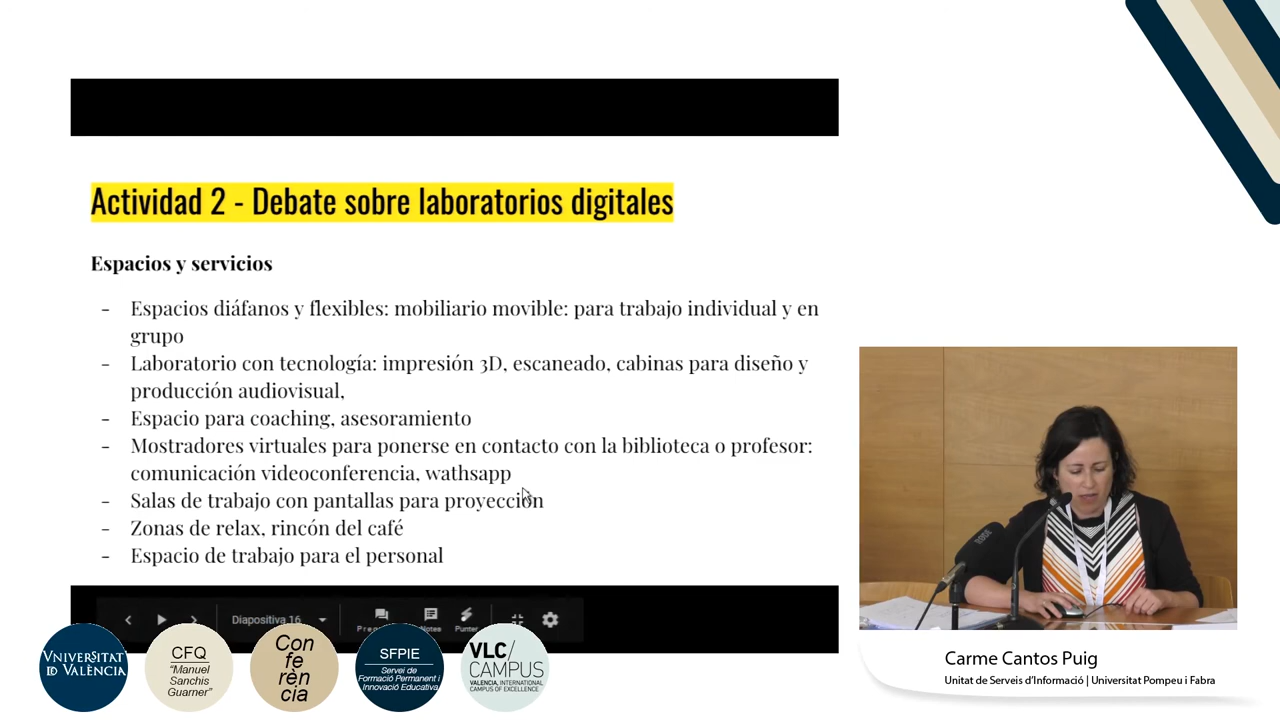 Actividad 2 - Debate sobre laboratorios digitales
Espacios y servicios
- Espacios diáfanos y flexibles: mobiliario movible: para trabajo individual y en
grupo
- Laboratorio con tecnología: impresión 3D, escaneado, cabinas para diseño y
producción audiovisual,
- Espacio para coaching, asesoramiento
- Mostradores virtuales para ponerse en contacto con la biblioteca o profesor:
comunicación videoconferencia, wathsapp
- Salas de trabajo con pantallas para proyección
- Zonas de relax, rincón del café
- Espacio de trabajo para el personal
Diapositiva 16
VNIVERSITAT
ID VALÈNCIA
CFQ
"Manuel
Sanchis
Guarner"
Con
fe
rèn
cia
SFPIE
Servei de
Formació Permanent i
Innovació Educativa
VLC/
CAMPUS
VALENCIA, INTERNATIONAL
CAMPUS OF EXCELLENCE
Carme Cantos Puig
Unitat de Serveis d'Informació | Universitat Pompeu i Fabra